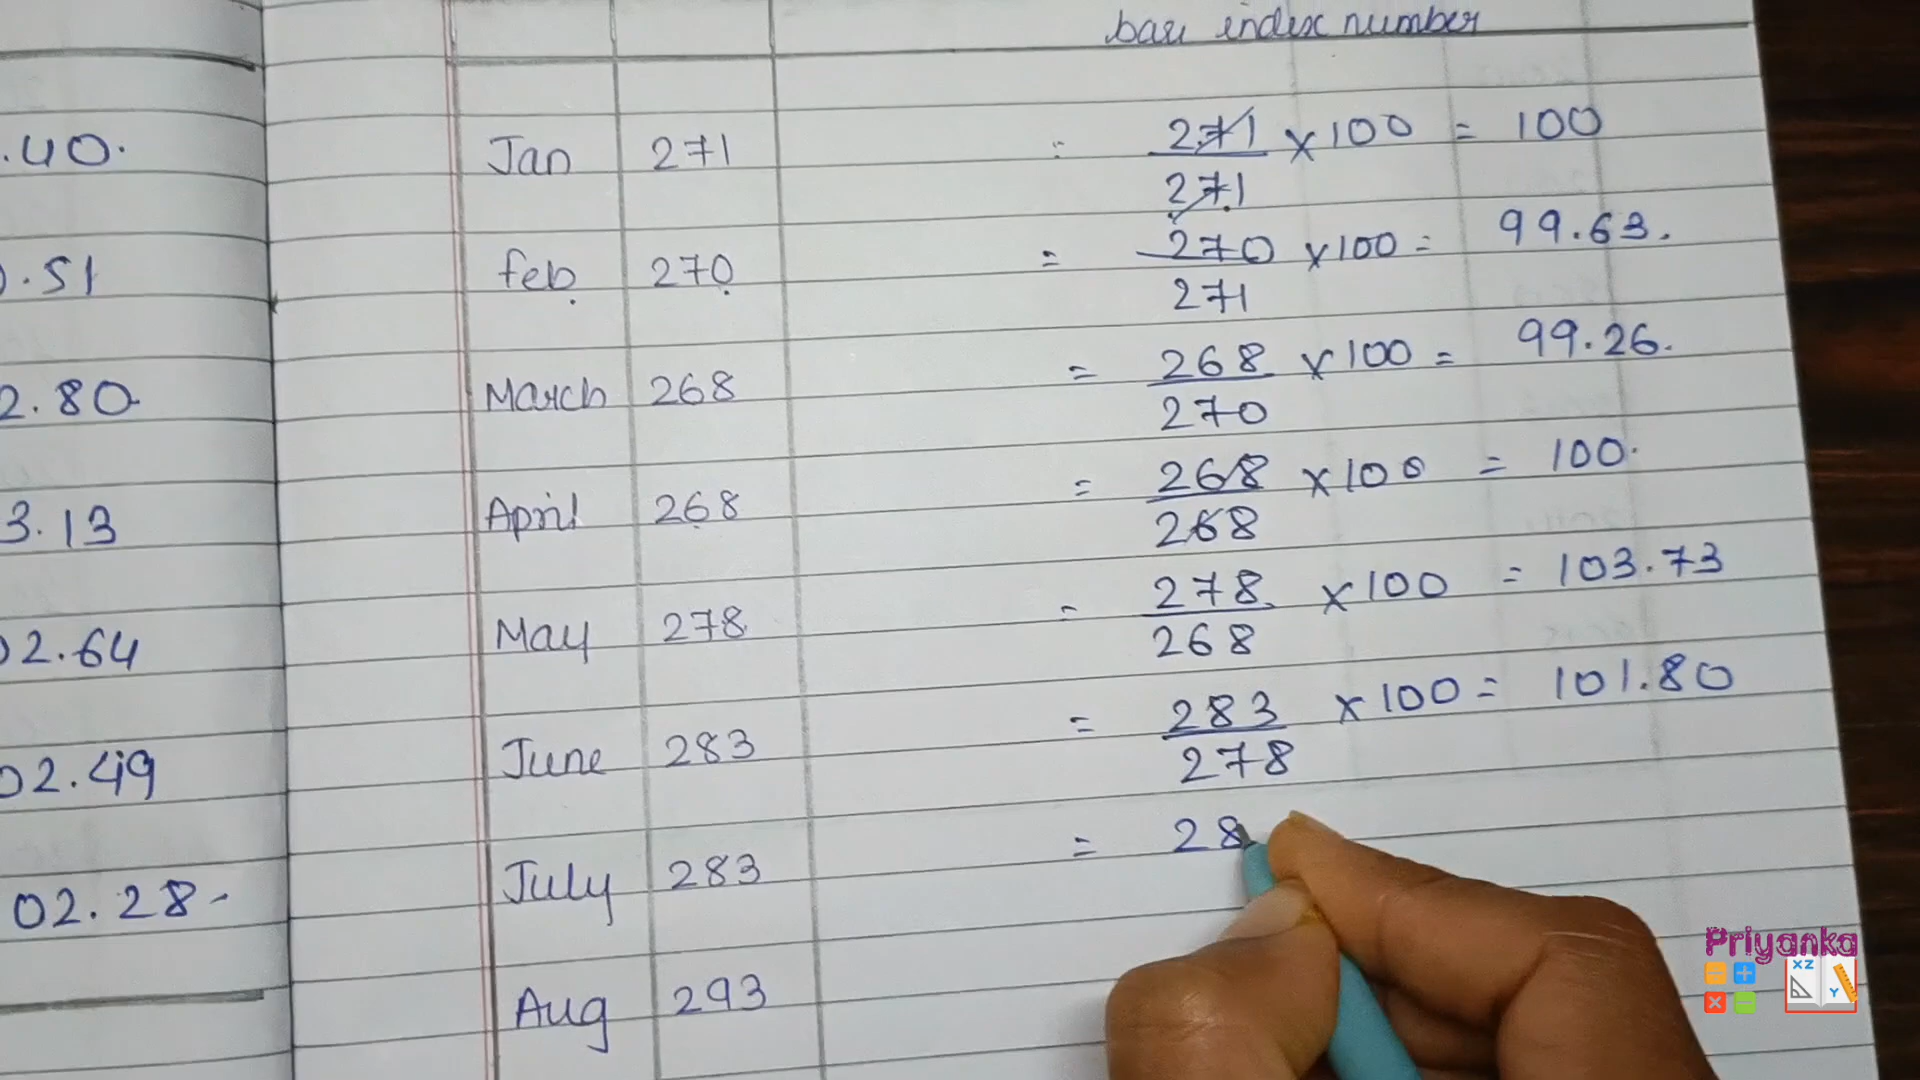 base index number
.40.
Jan 271 = 271/271 x100 = 100
.51
feb 270 = 270/271 x100 = 99.63.
2.80
March 268 = 268/270 x100 = 99.26.
3.13
April 268 = 268/268 x100 = 100.
02.64
May 278 = 278/268 x100 = 103.73
02.49
June 283 = 283/278 x100 = 101.80
02.28
July 283 = 28
Aug 293
Priyanka
XZ
Y